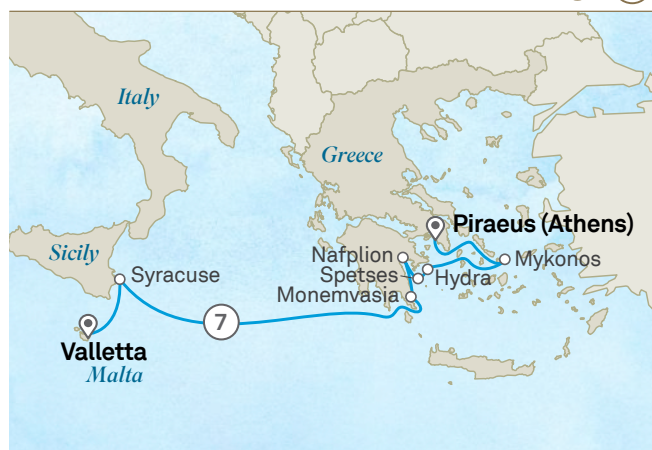 Italy
Greece
Piraeus (Athens)
Sicily
Nafplion
Mykonos
Syracuse
Spetses
Hydra
Monemvasia
7
Valletta
Malta